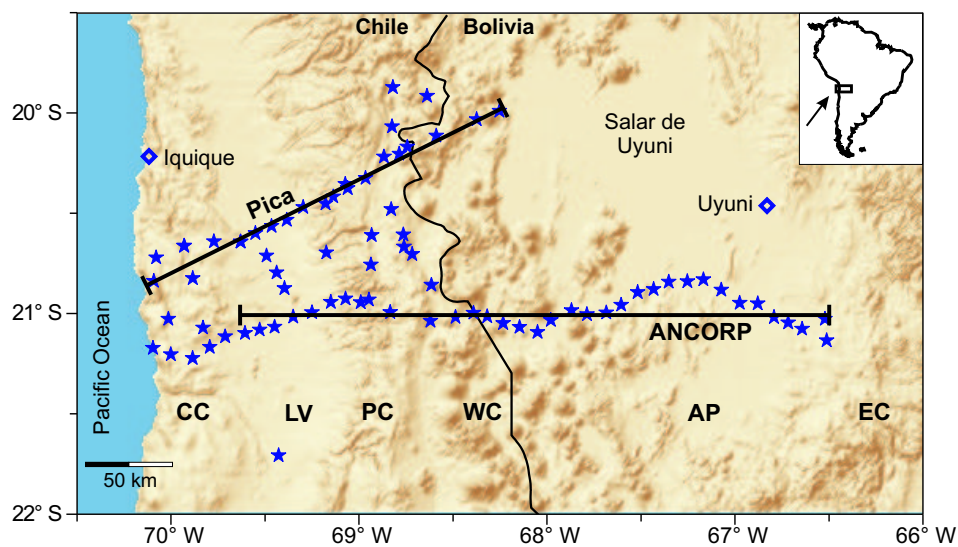 Chile
Bolivia
20° S
Salar de
Uyuni
Iquique
Pica
Uyuni
21° S
ANCORP
Pacific Ocean
CC
LV
PC
WC
AP
EC
50 km
22° S
70° W
69° W
68° W
67° W
66° W